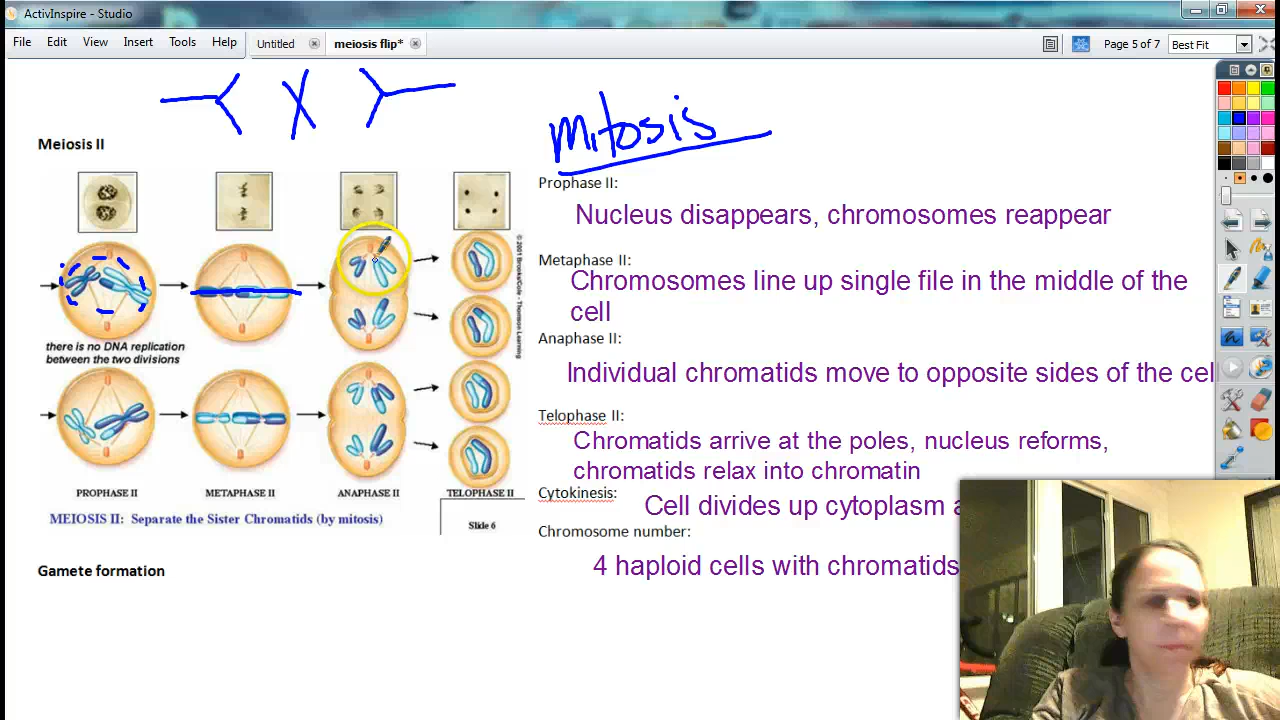 ActivInspire - Studio
File Edit View Insert Tools Help Untitled meiosis flip* Page 5 of 7 Best Fit
mitosis
Meiosis II
Prophase II:
Nucleus disappears, chromosomes reappear
Metaphase II:
Chromosomes line up single file in the middle of the
cell
Anaphase II:
Individual chromatids move to opposite sides of the cel
Telophase II:
Chromatids arrive at the poles, nucleus reforms,
chromatids relax into chromatin
Cytokinesis:
Cell divides up cytoplasm a
Chromosome number:
4 haploid cells with chromatids
there is no DNA replication
between the two divisions
© 2001 Brooks/Cole - Thomson Learning
PROPHASE II METAPHASE II ANAPHASE II TELOPHASE II
MEIOSIS II: Separate the Sister Chromatids (by mitosis)
Slide 6
Gamete formation